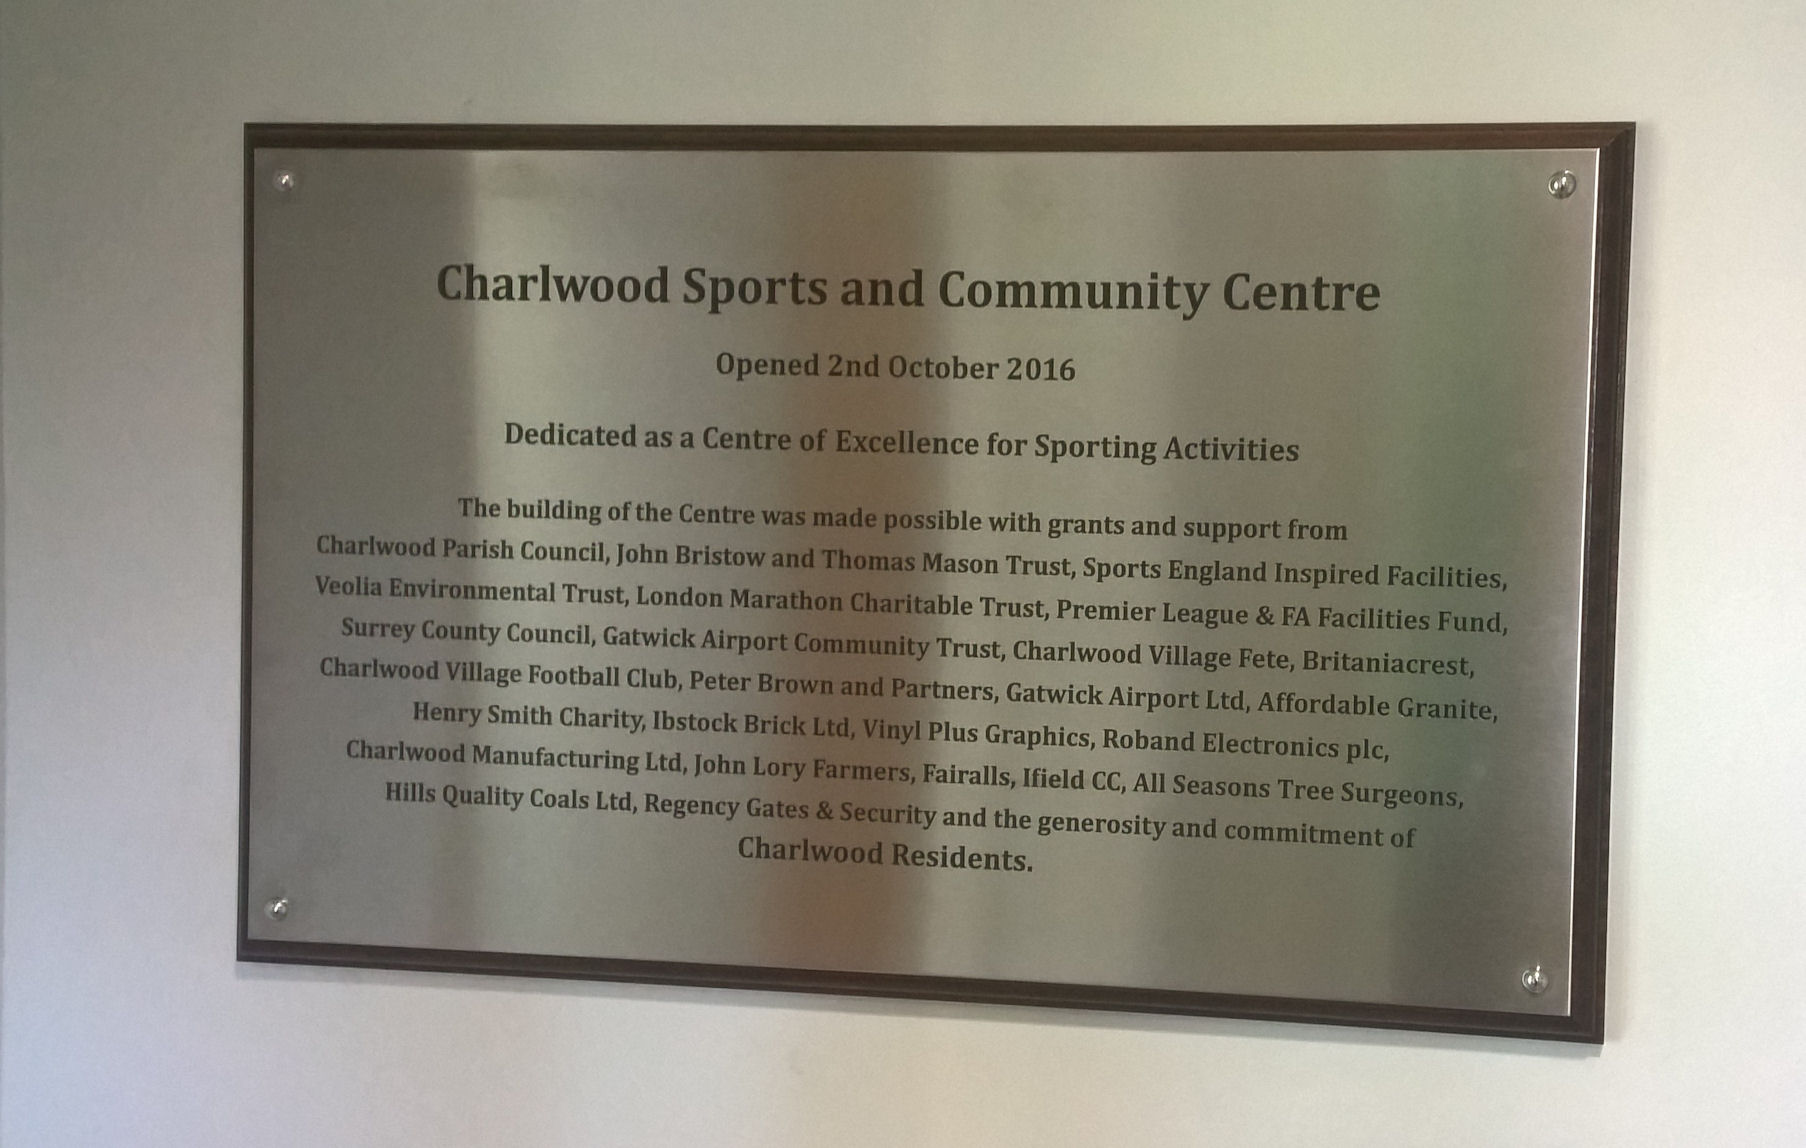 Charlwood Sports and Community Centre
Opened 2nd October 2016
Dedicated as a Centre of Excellence for Sporting Activities
The building of the Centre was made possible with grants and support from
Charlwood Parish Council, John Bristow and Thomas Mason Trust, Sports England Inspired Facilities,
Veolia Environmental Trust, London Marathon Charitable Trust, Premier League & FA Facilities Fund,
Surrey County Council, Gatwick Airport Community Trust, Charlwood Village Fete, Britaniacrest,
Charlwood Village Football Club, Peter Brown and Partners, Gatwick Airport Ltd, Affordable Granite,
Henry Smith Charity, Ibstock Brick Ltd, Vinyl Plus Graphics, Roband Electronics plc,
Charlwood Manufacturing Ltd, John Lory Farmers, Fairalls, Ifield CC, All Seasons Tree Surgeons,
Hills Quality Coals Ltd, Regency Gates & Security and the generosity and commitment of
Charlwood Residents.